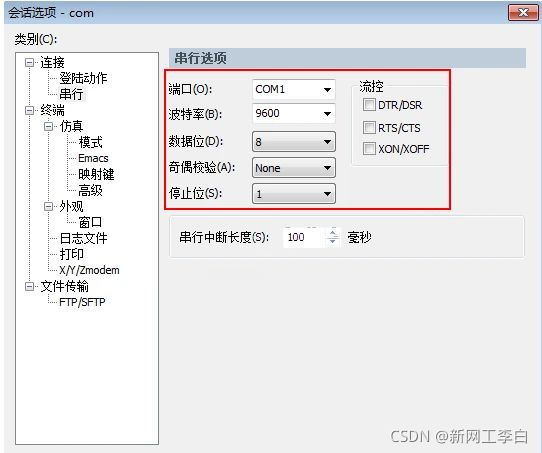 会话选项 - com
类别(C):
连接
登陆动作
串行
终端
仿真
模式
Emacs
映射键
高级
外观
窗口
日志文件
打印
X/Y/Zmodem
文件传输
FTP/SFTP
串行选项
端口(O): COM1
波特率(B): 9600
数据位(D): 8
奇偶校验(A): None
停止位(S): 1
流控
DTR/DSR
RTS/CTS
XON/XOFF
串行中断长度(S): 100 毫秒
CSDN @新网工李白